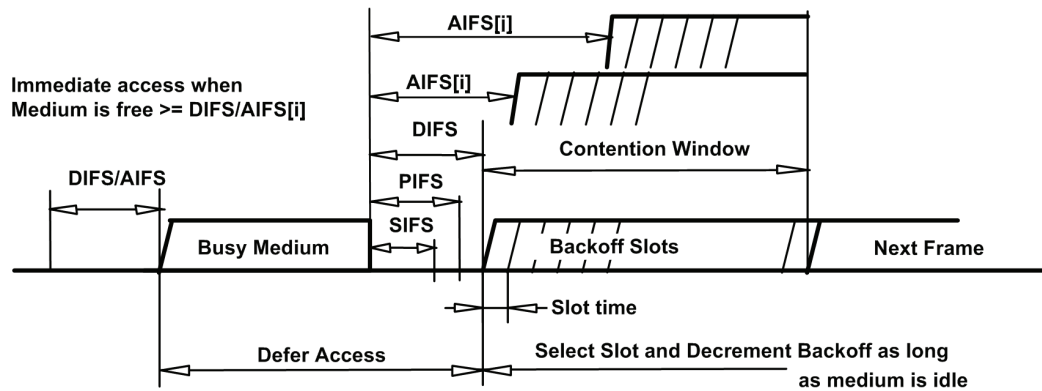 AIFS[i]
Immediate access when
Medium is free >= DIFS/AIFS[i]
AIFS[i]
DIFS
Contention Window
DIFS/AIFS
PIFS
SIFS
Busy Medium
Backoff Slots
Next Frame
Slot time
Defer Access
Select Slot and Decrement Backoff as long
as medium is idle